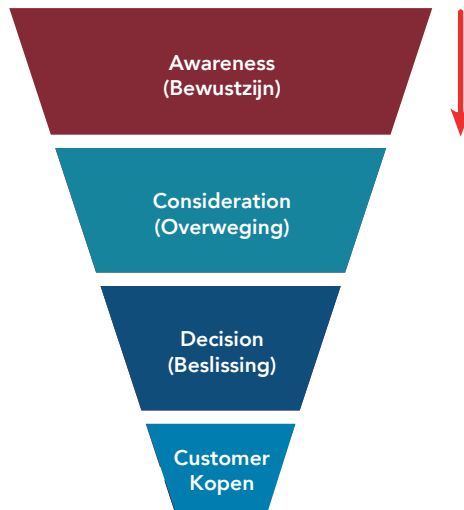 Awareness
(Bewustzijn)
Consideration
(Overweging)
Decision
(Beslissing)
Customer
Kopen